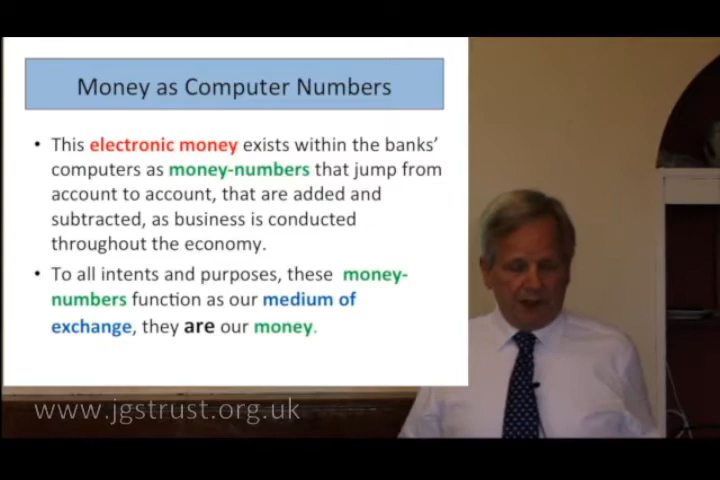 Money as Computer Numbers
• This electronic money exists within the banks’
computers as money-numbers that jump from
account to account, that are added and
subtracted, as business is conducted
throughout the economy.
• To all intents and purposes, these money-
numbers function as our medium of
exchange, they are our money.
www.jgstrust.org.uk